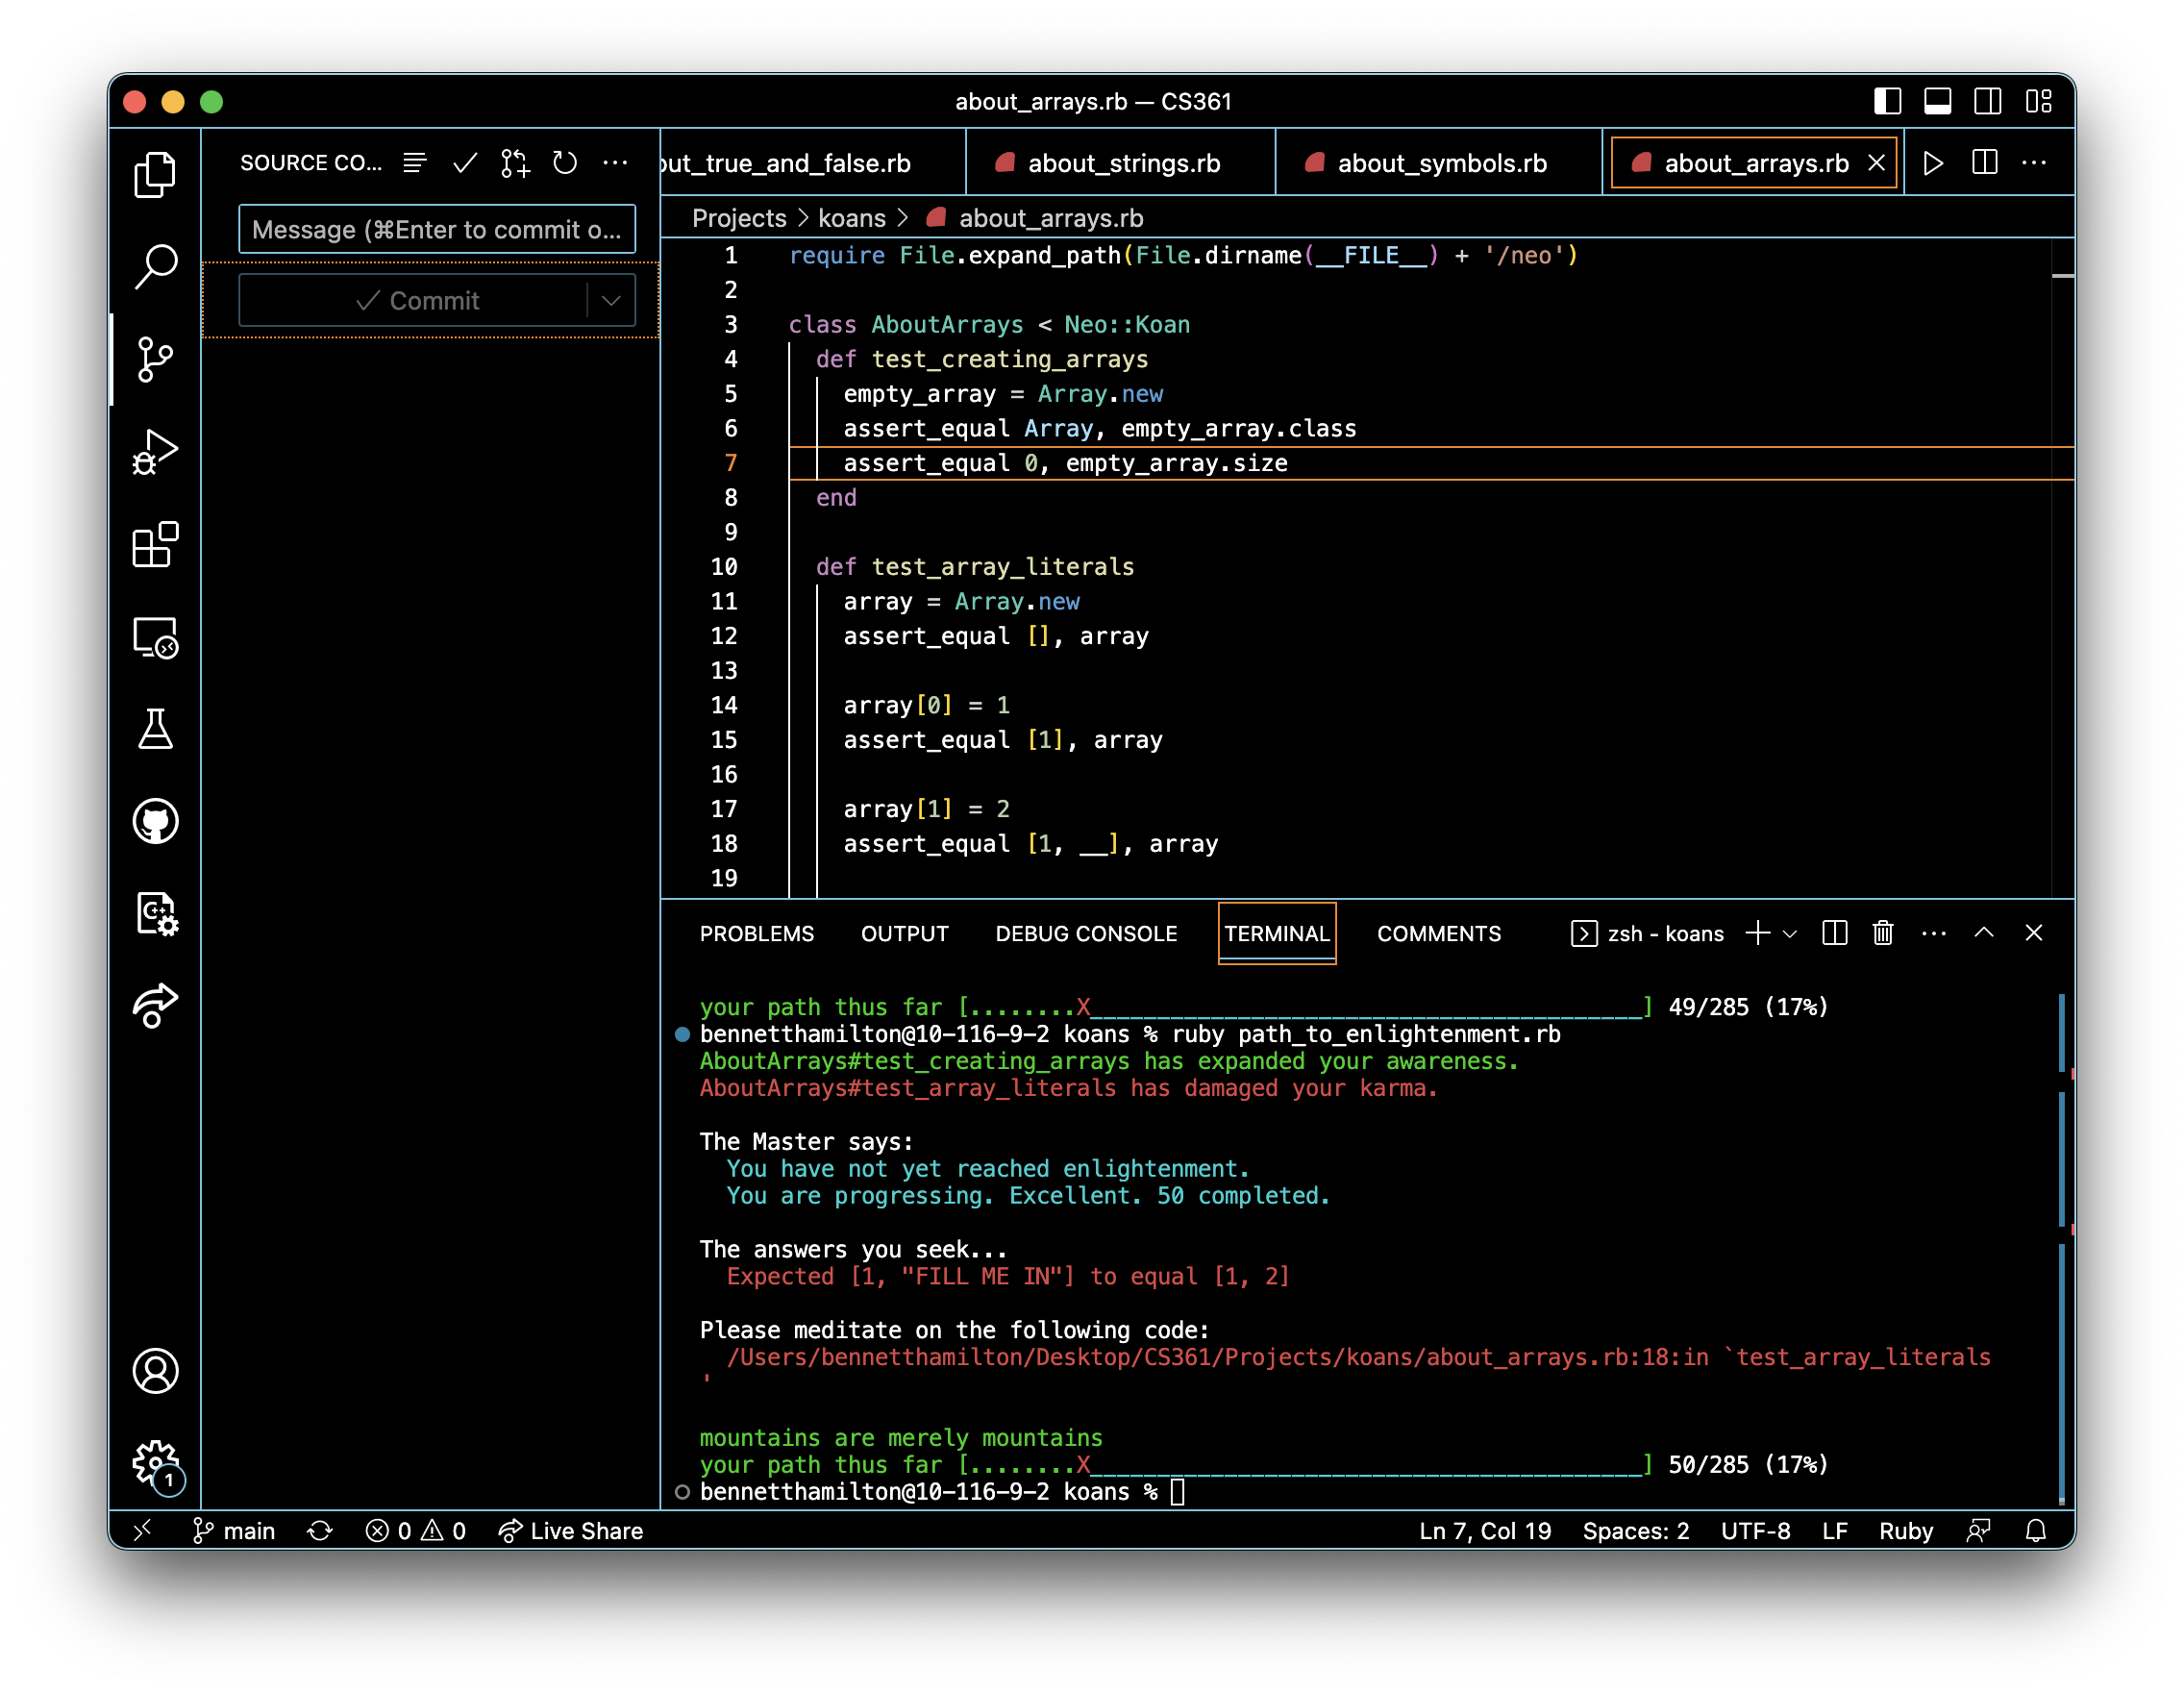 about_arrays.rb — CS361
SOURCE CO...
out_true_and_false.rb
about_strings.rb
about_symbols.rb
about_arrays.rb
Message (⌘Enter to commit o...
Commit
Projects > koans > about_arrays.rb
1 require File.expand_path(File.dirname(__FILE__) + '/neo')
2
3 class AboutArrays < Neo::Koan
4 def test_creating_arrays
5 empty_array = Array.new
6 assert_equal Array, empty_array.class
7 assert_equal 0, empty_array.size
8 end
9
10 def test_array_literals
11 array = Array.new
12 assert_equal [], array
13
14 array[0] = 1
15 assert_equal [1], array
16
17 array[1] = 2
18 assert_equal [1, __], array
19
PROBLEMS OUTPUT DEBUG CONSOLE TERMINAL COMMENTS zsh - koans
your path thus far [........X_________________________________________] 49/285 (17%)
bennetthamilton@10-116-9-2 koans % ruby path_to_enlightenment.rb
AboutArrays#test_creating_arrays has expanded your awareness.
AboutArrays#test_array_literals has damaged your karma.
The Master says:
You have not yet reached enlightenment.
You are progressing. Excellent. 50 completed.
The answers you seek...
Expected [1, "FILL ME IN"] to equal [1, 2]
Please meditate on the following code:
/Users/bennetthamilton/Desktop/CS361/Projects/koans/about_arrays.rb:18:in `test_array_literals
'
mountains are merely mountains
your path thus far [........X_________________________________________] 50/285 (17%)
bennetthamilton@10-116-9-2 koans %
1
main 0 0 Live Share Ln 7, Col 19 Spaces: 2 UTF-8 LF Ruby